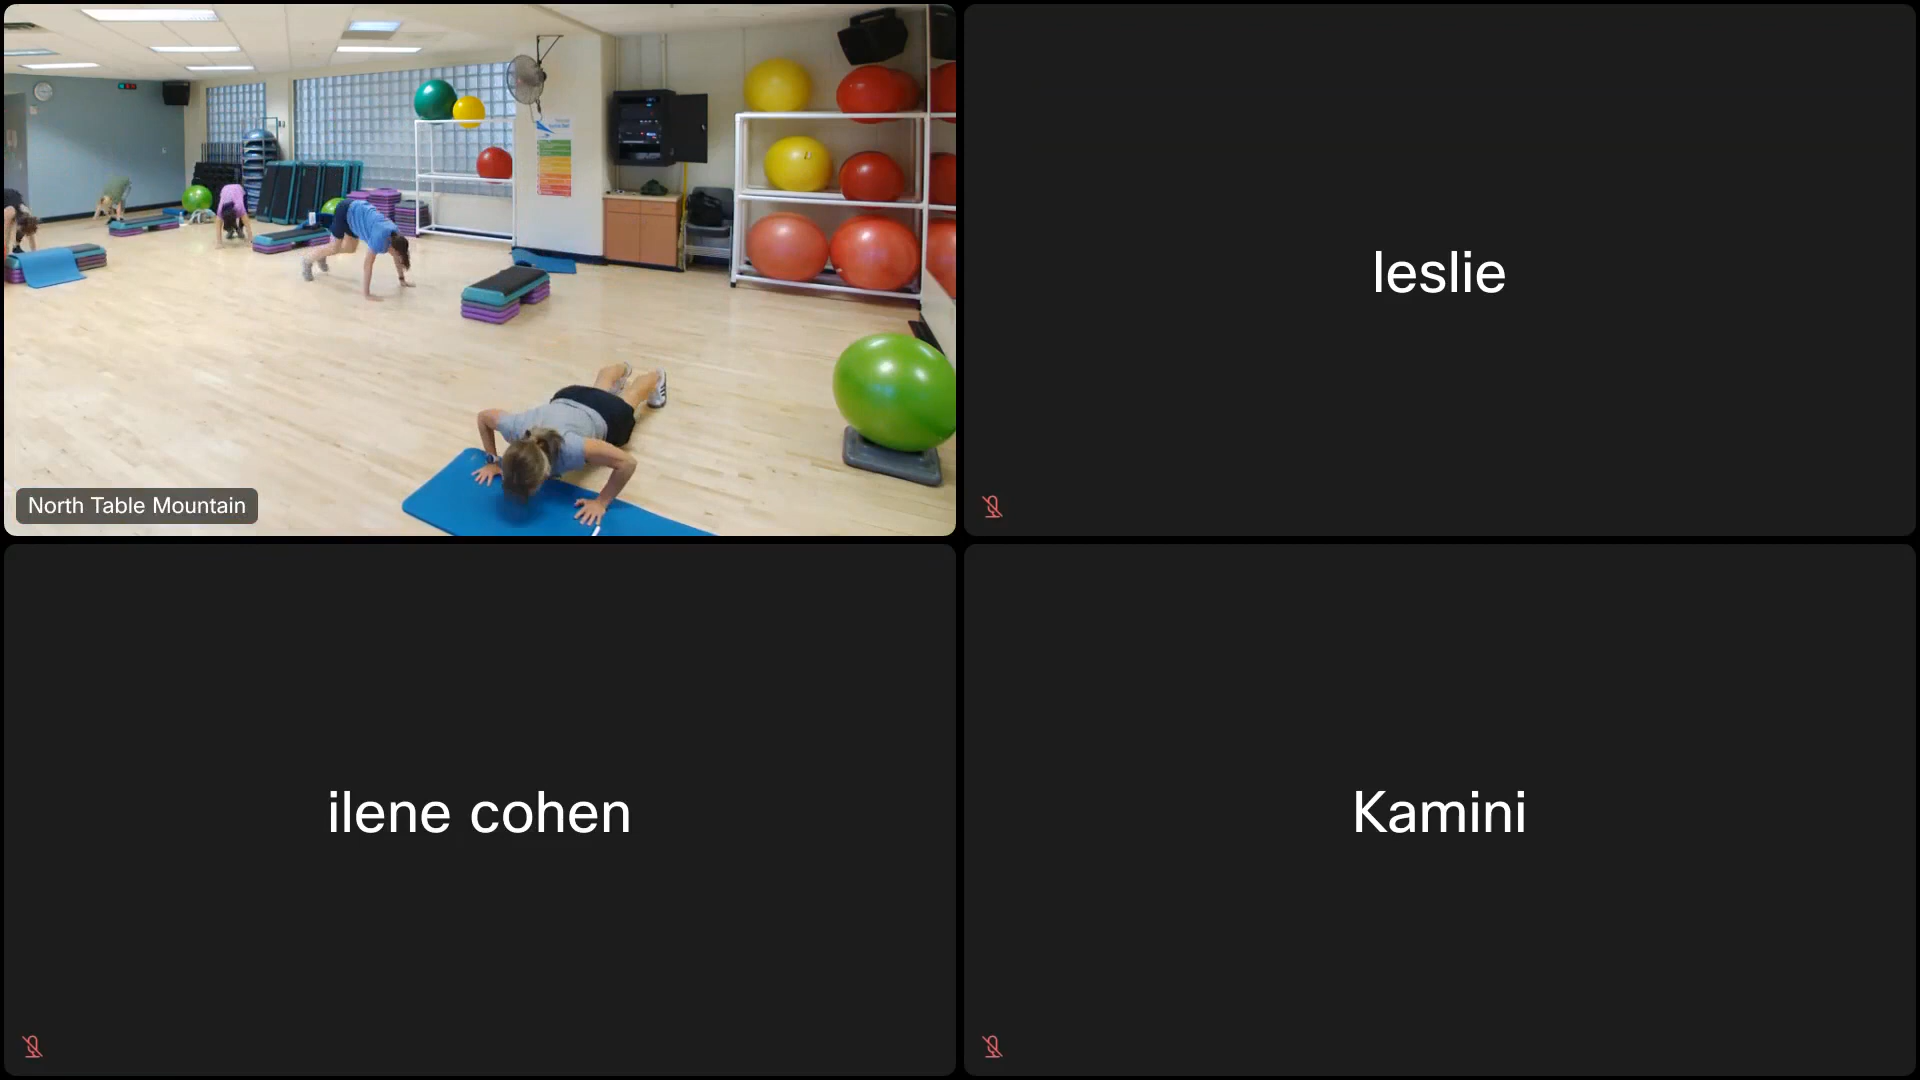 North Table Mountain
leslie
ilene cohen
Kamini